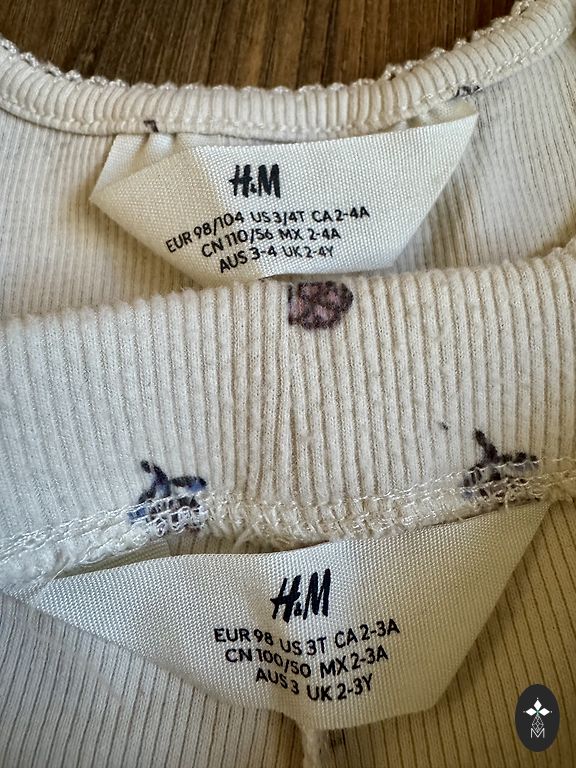 H&M
EUR 98/104 US 3/4T CA 2-4A
CN 110/56 MX 2-4A
AUS 3-4 UK 2-4Y
H&M
EUR 98 US 3T CA 2-3A
CN 100/50 MX 2-3A
AUS 3 UK 2-3Y
M